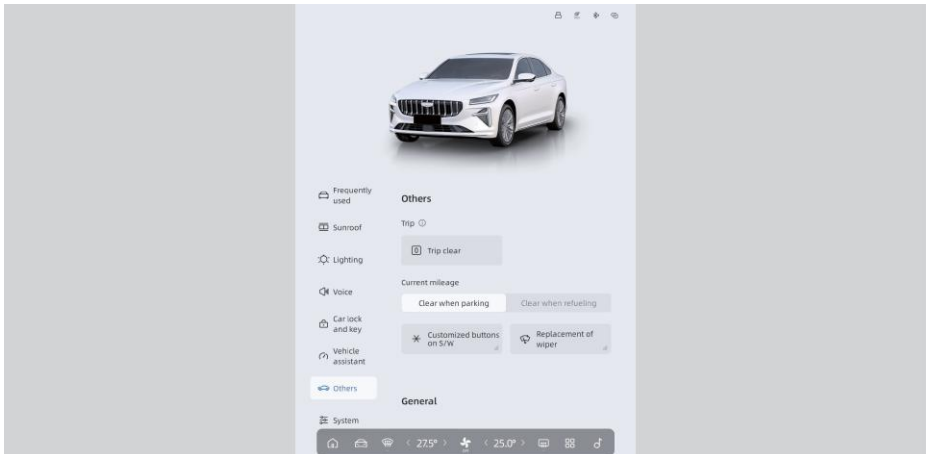 Frequently
used
Sunroof
Lighting
Voice
Car lock
and key
Vehicle
assistant
Others
System
Others
Trip
Trip clear
Current mileage
Clear when parking
Clear when refueling
Customized buttons
on S/W
Replacement of
wiper
General
27.5°
25.0°